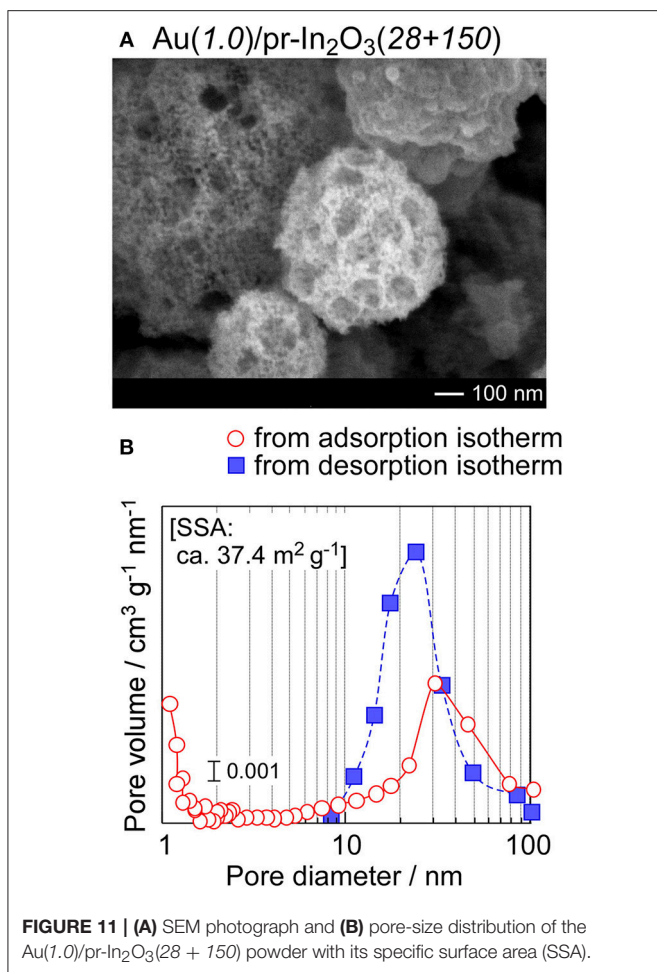 A Au(1.0)/pr-In₂O₃(28+150)
100 nm
B
from adsorption isotherm
from desorption isotherm
[SSA:
ca. 37.4 m² g⁻¹]
0.001
Pore volume / cm³ g⁻¹ nm⁻¹
1 10 100
Pore diameter / nm
FIGURE 11 | (A) SEM photograph and (B) pore-size distribution of the
Au(1.0)/pr-In₂O₃(28 + 150) powder with its specific surface area (SSA).